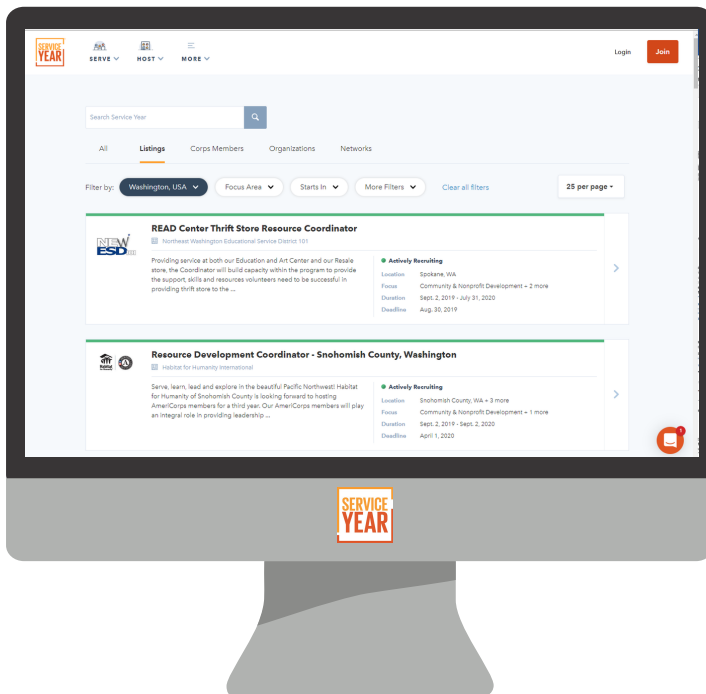 SERVICE
YEAR
SERVE
HOST
MORE
Login
Join
Search Service Year
All
Listings
Corps Members
Organizations
Networks
Filter by:
Washington, USA
Focus Area
Starts In
More Filters
Clear all filters
25 per page
NEW
ESD
READ Center Thrift Store Resource Coordinator
Northeast Washington Educational Service District 101
Providing service at both our Education and Art Center and our Resale
store, the Coordinator will build capacity within the program to provide
the support, skills and resources volunteers need to be successful in
providing thrift store to the ...
Actively Recruiting
Location Spokane, WA
Focus Community & Nonprofit Development + 2 more
Duration Sept. 2, 2019 - July 31, 2020
Deadline Aug. 30, 2019
Resource Development Coordinator - Snohomish County, Washington
Habitat for Humanity International
Serve, learn, lead and explore in the beautiful Pacific Northwest! Habitat
for Humanity of Snohomish County is looking forward to hosting
AmeriCorps members for a third year. Our AmeriCorps members will play
an integral role in providing leadership ...
Actively Recruiting
Location Snohomish County, WA + 3 more
Focus Community & Nonprofit Development + 1 more
Duration Sept. 2, 2019 - Sept. 2, 2020
Deadline April 1, 2020
1
SERVICE
YEAR